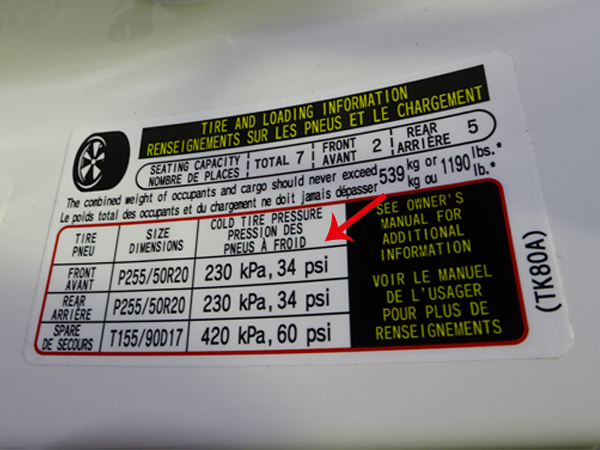 TIRE AND LOADING INFORMATION
RENSEIGNEMENTS SUR LES PNEUS ET LE CHARGEMENT
SEATING CAPACITY
NOMBRE DE PLACES
TOTAL 7
FRONT
AVANT
2
REAR
ARRIÈRE
5
The combined weight of occupants and cargo should never exceed 539 kg or 1190 lbs.*
Le poids total des occupants et du chargement ne doit jamais dépasser kg ou lb.*
TIRE
PNEU
SIZE
DIMENSIONS
COLD TIRE PRESSURE
PRESSION DES
PNEUS À FROID
FRONT
AVANT
P255/50R20
230 kPa, 34 psi
REAR
ARRIÈRE
P255/50R20
230 kPa, 34 psi
SPARE
DE SECOURS
T155/90D17
420 kPa, 60 psi
SEE OWNER'S
MANUAL FOR
ADDITIONAL
INFORMATION
VOIR LE MANUEL
DE L'USAGER
POUR PLUS DE
RENSEIGNEMENTS
(TK80A)